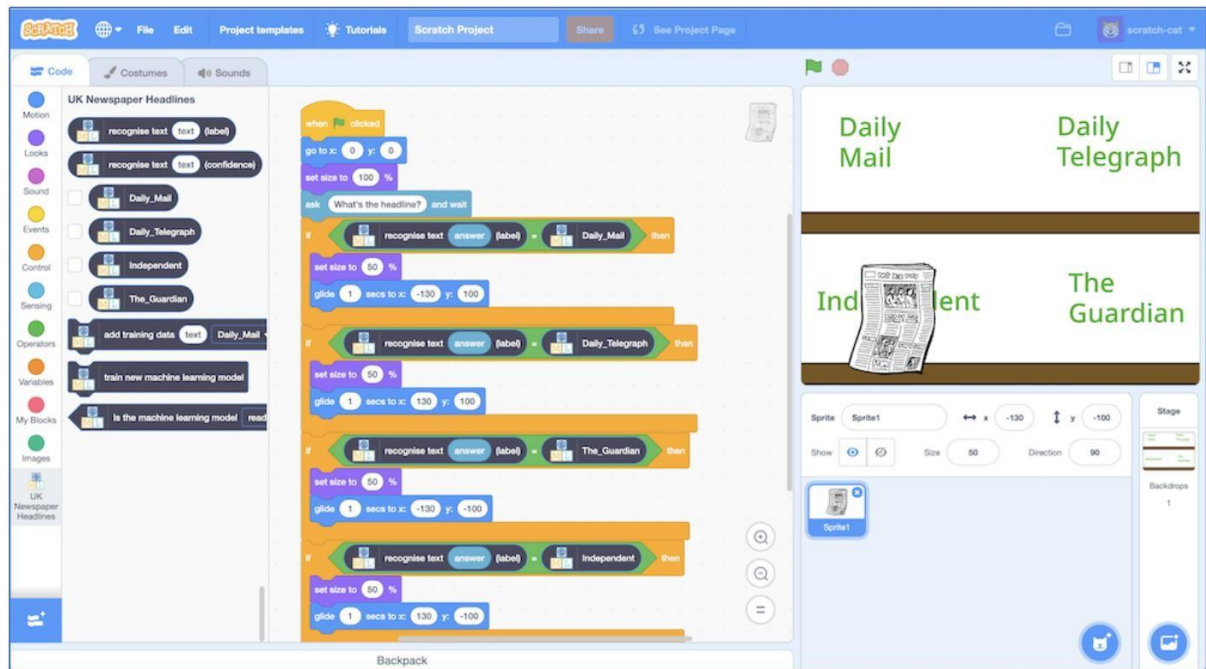 SCRATCH File Edit Project templates Tutorials Scratch Project Share See Project Page scratch-cat
Code Costumes Sounds
Motion
Looks
Sound
Events
Control
Sensing
Operators
Variables
My Blocks
Images
UK
Newspaper
Headlines
UK Newspaper Headlines
recognise text text (label)
recognise text text (confidence)
Daily_Mail
Daily_Telegraph
Independent
The_Guardian
add training data text Daily_Mail
train new machine learning model
Is the machine learning model read
when clicked
go to x: 0 y: 0
set size to 100 %
ask What's the headline? and wait
if recognise text answer (label) = Daily_Mail then
set size to 50 %
glide 1 secs to x: -130 y: 100
if recognise text answer (label) = Daily_Telegraph then
set size to 50 %
glide 1 secs to x: 130 y: 100
if recognise text answer (label) = The_Guardian then
set size to 50 %
glide 1 secs to x: -130 y: -100
if recognise text answer (label) = Independent then
set size to 50 %
glide 1 secs to x: 130 y: -100
Daily
Mail
Daily
Telegraph
Ind ent
The
Guardian
Sprite Sprite1 x -130 y -100
Show Size 50 Direction 90
Sprite1
Stage
Backdrops
1
Backpack